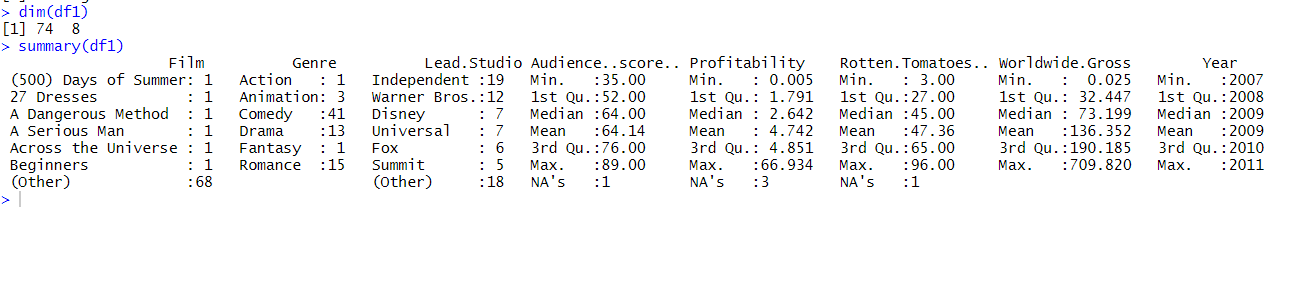 > dim(df1)
[1] 74  8
> summary(df1)
                   Film          Genre          Lead.Studio Audience..score.. Profitability    Rotten.Tomatoes.. Worldwide.Gross        Year
 (500) Days of Summer: 1   Action   : 1   Independent :19   Min.   :35.00     Min.   : 0.005   Min.   : 3.00     Min.   :  0.025   Min.   :2007
 27 Dresses          : 1   Animation: 3   Warner Bros.:12   1st Qu.:52.00     1st Qu.: 1.791   1st Qu.:27.00     1st Qu.: 32.447   1st Qu.:2008
 A Dangerous Method  : 1   Comedy   :41   Disney      : 7   Median :64.00     Median : 2.642   Median :45.00     Median : 73.199   Median :2009
 A Serious Man       : 1   Drama    :13   Universal   : 7   Mean   :64.14     Mean   : 4.742   Mean   :47.36     Mean   :136.352   Mean   :2009
 Across the Universe : 1   Fantasy  : 1   Fox         : 6   3rd Qu.:76.00     3rd Qu.: 4.851   3rd Qu.:65.00     3rd Qu.:190.185   3rd Qu.:2010
 Beginners           : 1   Romance  :15   Summit      : 5   Max.   :89.00     Max.   :66.934   Max.   :96.00     Max.   :709.820   Max.   :2011
 (Other)             :68                  (Other)     :18   NA's   :1         NA's   :3        NA's   :1
>